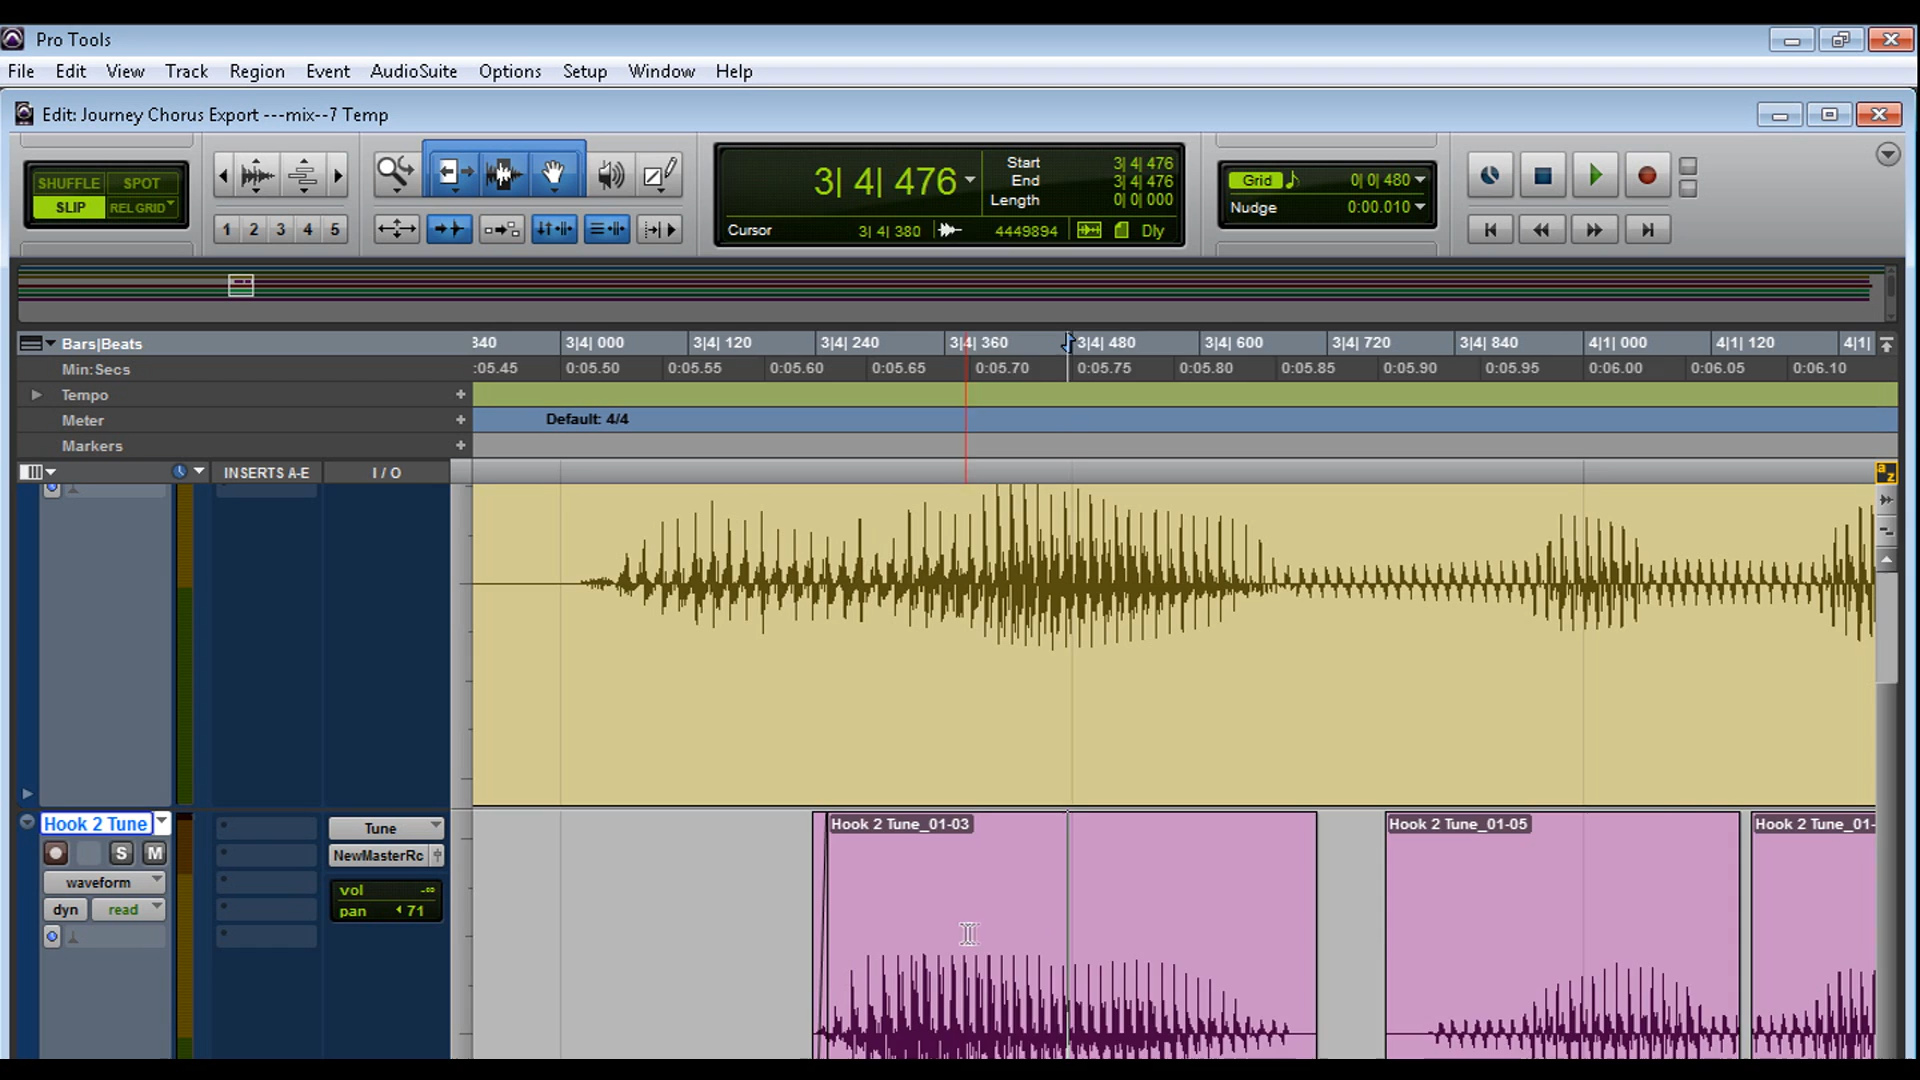 Pro Tools
File Edit View Track Region Event AudioSuite Options Setup Window Help
Edit: Journey Chorus Export ---mix--7 Temp
SHUFFLE SPOT
SLIP REL GRID
1 2 3 4 5
3| 4| 476
Start 3| 4| 476
End 3| 4| 476
Length 0| 0| 000
Cursor 3| 4| 380 4449894 Dly
Grid 0| 0| 480
Nudge 0:00.010
Bars|Beats 340 3|4| 000 3|4| 120 3|4| 240 3|4| 360 3|4| 480 3|4| 600 3|4| 720 3|4| 840 4|1| 000 4|1| 120 4|1|
Min:Secs :05.45 0:05.50 0:05.55 0:05.60 0:05.65 0:05.70 0:05.75 0:05.80 0:05.85 0:05.90 0:05.95 0:06.00 0:06.05 0:06.10
Tempo
Meter Default: 4/4
Markers
INSERTS A-E I / O
a z
Hook 2 Tune Tune Hook 2 Tune_01-03 Hook 2 Tune_01-05 Hook 2 Tune_01-
S M NewMasterRc
waveform vol -∞
dyn read pan 71